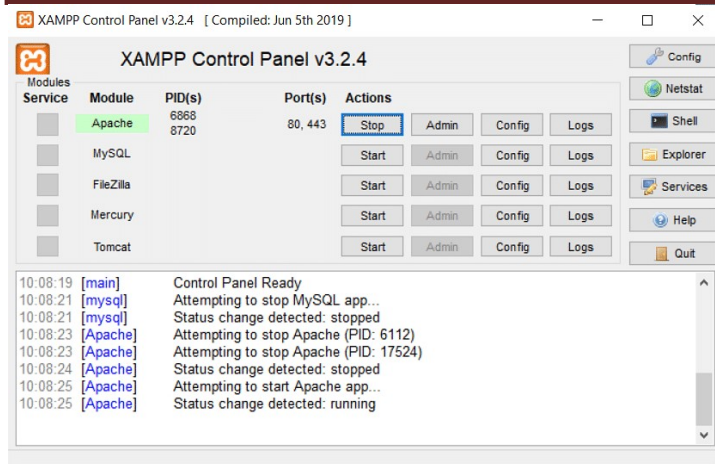 XAMPP Control Panel v3.2.4 [ Compiled: Jun 5th 2019 ]
XAMPP Control Panel v3.2.4
Config
Modules
Service Module PID(s) Port(s) Actions
Netstat
Apache 6868 8720 80, 443 Stop Admin Config Logs
Shell
MySQL Start Admin Config Logs
Explorer
FileZilla Start Admin Config Logs
Services
Mercury Start Admin Config Logs
Help
Tomcat Start Admin Config Logs
Quit
10:08:19 [main] Control Panel Ready
10:08:21 [mysql] Attempting to stop MySQL app...
10:08:21 [mysql] Status change detected: stopped
10:08:23 [Apache] Attempting to stop Apache (PID: 6112)
10:08:23 [Apache] Attempting to stop Apache (PID: 17524)
10:08:24 [Apache] Status change detected: stopped
10:08:25 [Apache] Attempting to start Apache app...
10:08:25 [Apache] Status change detected: running